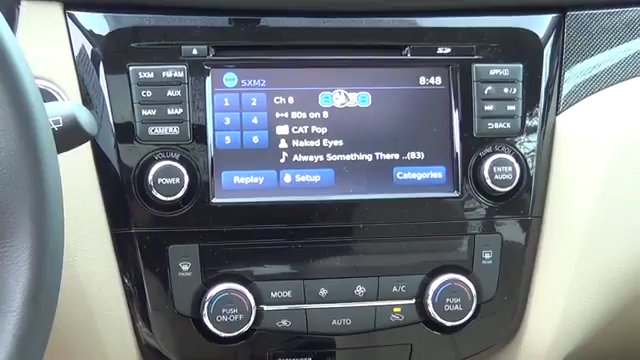 SXM FM·AM
CD AUX
NAV MAP
CAMERA
VOLUME
POWER
SXM2 8:48
1 2
3 4
5 6
Ch 8
80s on 8
CAT Pop
Naked Eyes
Always Something There ..(83)
Replay Setup Categories
SD
APPS
BACK
TUNE·SCROLL
ENTER
AUDIO
FRONT
REAR
MODE A/C
PUSH
ON·OFF
AUTO
PUSH
DUAL
PASSENGER